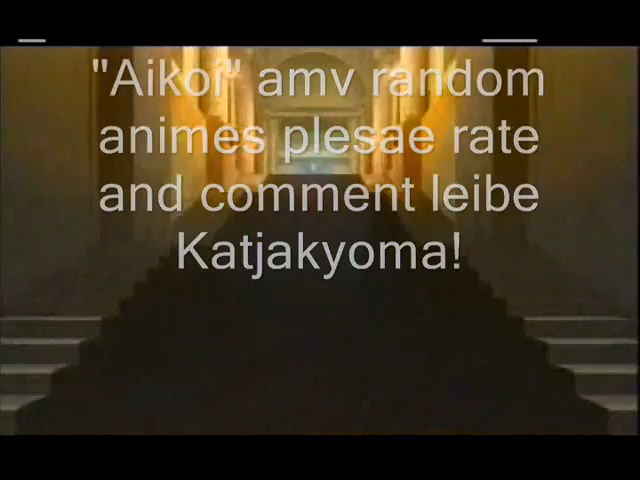 "Aikoi" amv random
animes plesae rate
and comment leibe
Katjakyoma!